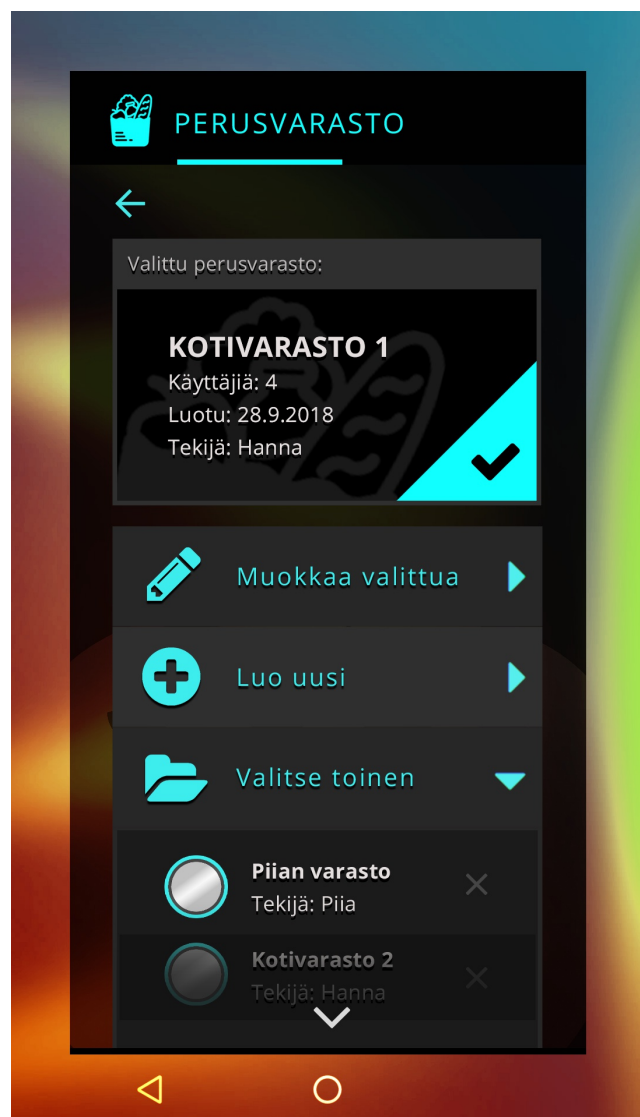 PERUSVARASTO
Valittu perusvarasto:
KOTIVARASTO 1
Käyttäjiä: 4
Luotu: 28.9.2018
Tekijä: Hanna
Muokkaa valittua
Luo uusi
Valitse toinen
Piian varasto
Tekijä: Piia
Kotivarasto 2
Tekijä: Hanna